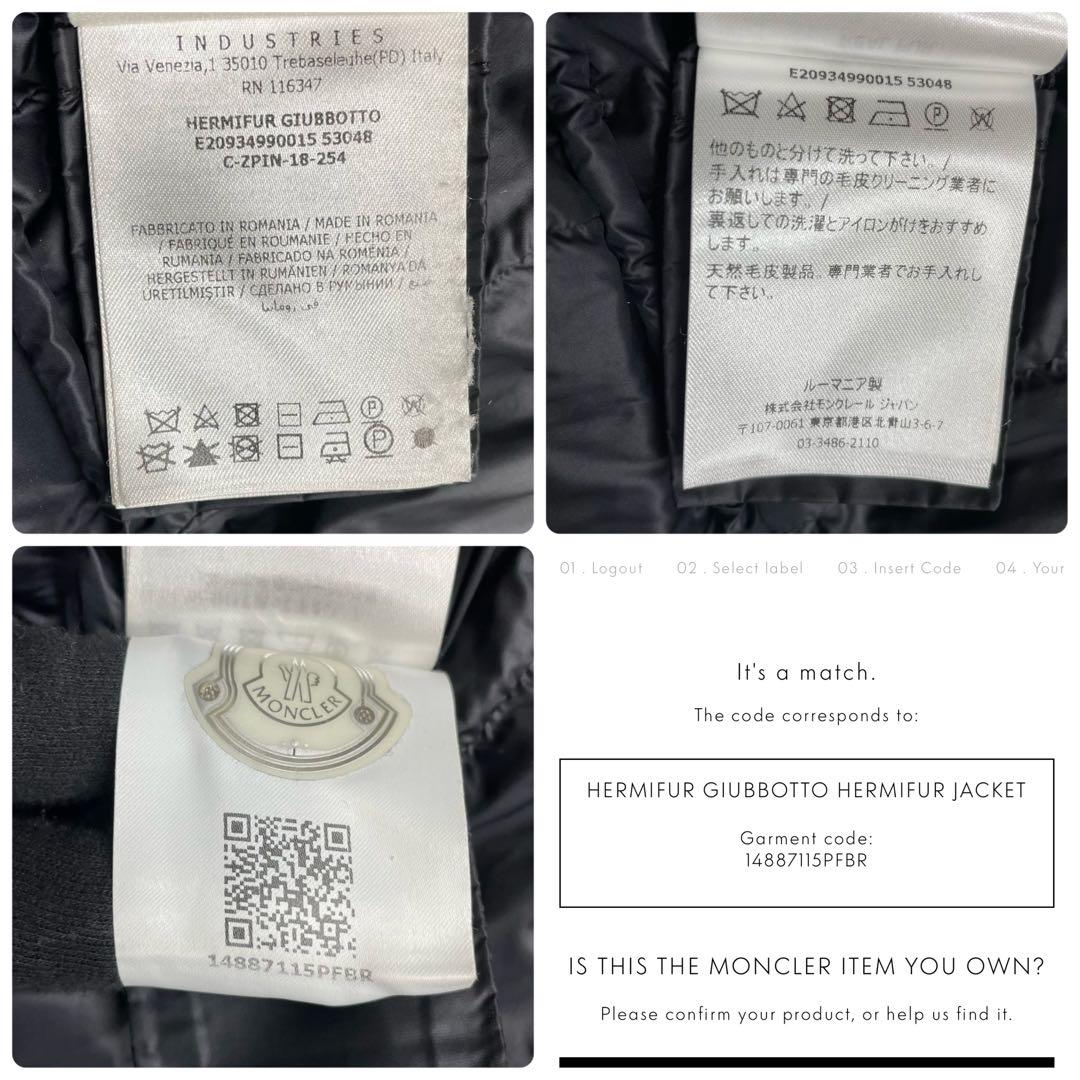 INDUSTRIES
Via Venezia,1 35010 Trebaseleghe(PD) Italy
RN 116347
HERMIFUR GIUBBOTTO
E20934990015 53048
C-ZPIN-18-254
FABBRICATO IN ROMANIA / MADE IN ROMANIA
/ FABRIQUÉ EN ROUMANIE / HECHO EN
RUMANÍA / FABRICADO NA ROMÉNIA /
HERGESTELLT IN RUMÄNIEN / ROMANYA'DA
ÜRETİLMİŞTİR / СДЕЛАНО В РУМЫНИИ / صنع
في رومانيا
E20934990015 53048
他のものと分けて洗って下さい。/
手入れは専門の毛皮クリーニング業者に
お願いします。/
裏返しての洗濯とアイロンがけをおすすめ
します。
天然毛皮製品。専門業者でお手入れし
て下さい。
ルーマニア製
株式会社モンクレール ジャパン
〒107-0061 東京都港区北青山3-6-7
03-3486-2110
MONCLER
14887115PFBR
01 . Logout 02 . Select label 03 . Insert Code 04 . Your
It's a match.
The code corresponds to:
HERMIFUR GIUBBOTTO HERMIFUR JACKET
Garment code:
14887115PFBR
IS THIS THE MONCLER ITEM YOU OWN?
Please confirm your product, or help us find it.